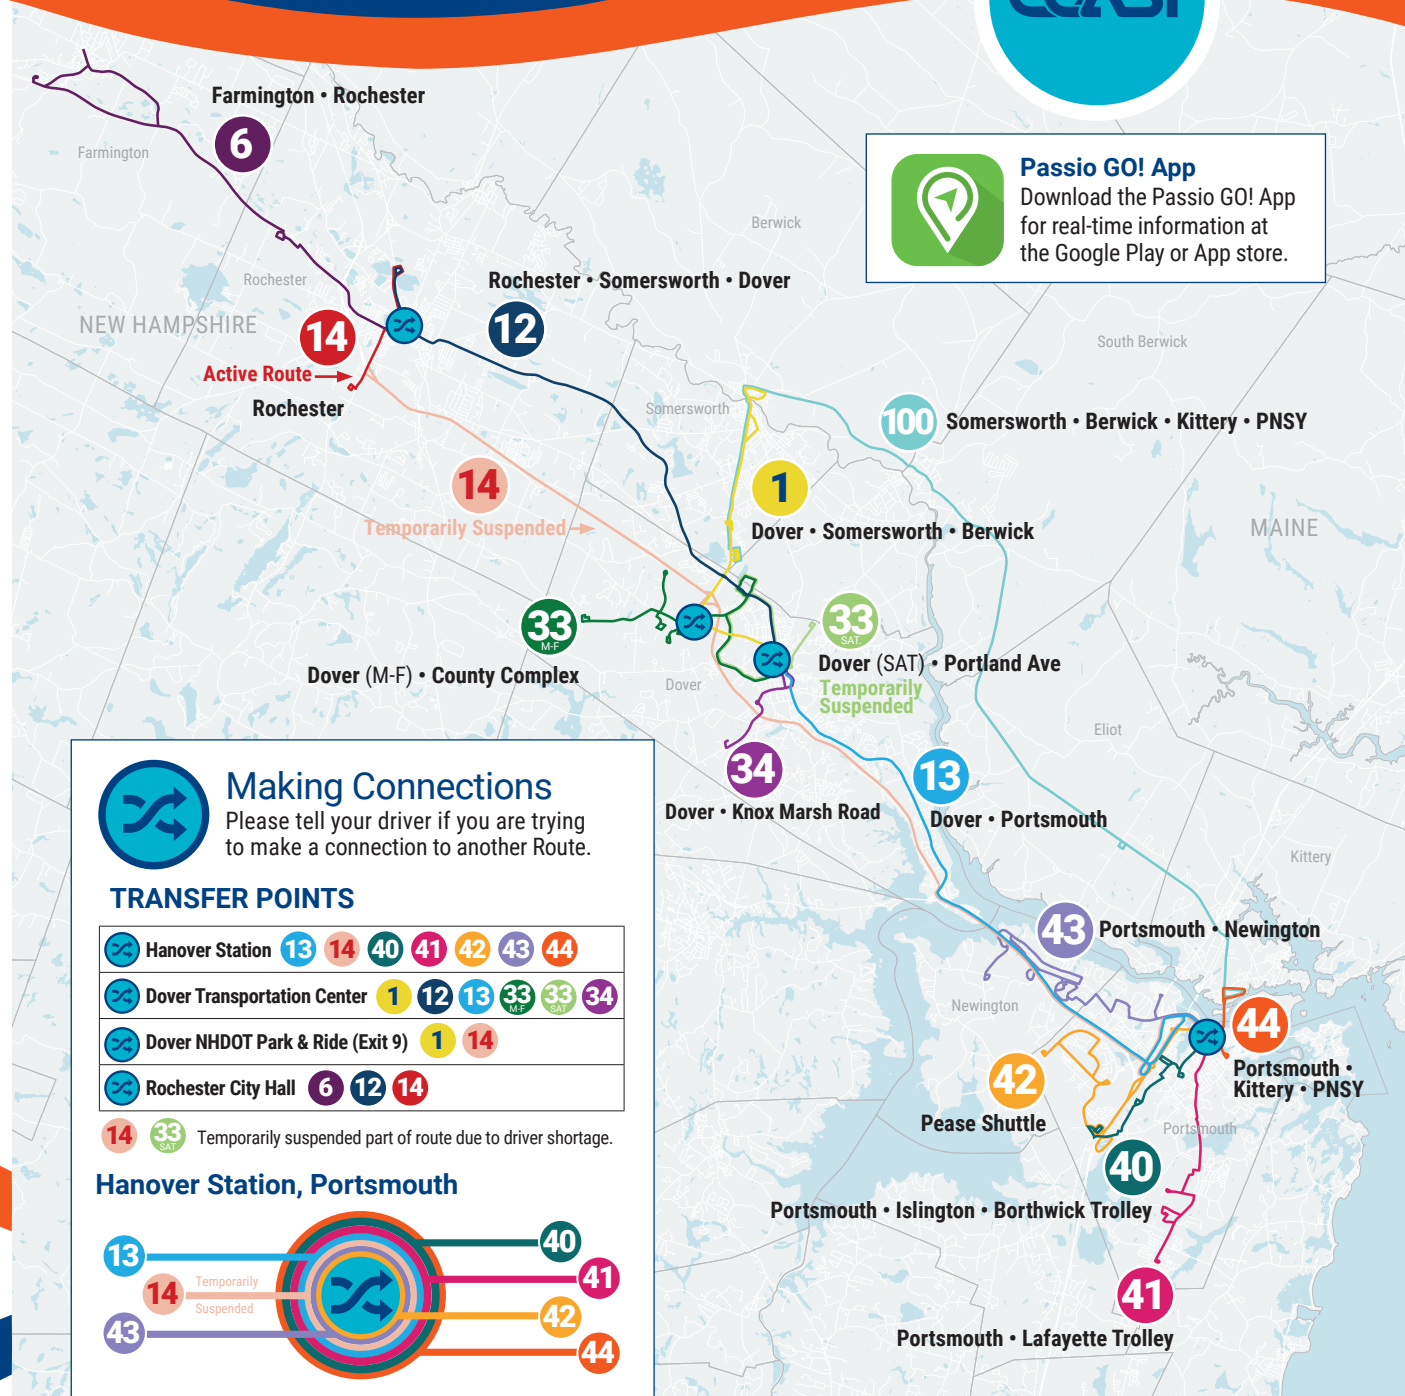 COAST
Farmington • Rochester
6
Farmington
Passio GO! App
Download the Passio GO! App
for real-time information at
the Google Play or App store.
Berwick
Rochester
Rochester • Somersworth • Dover
12
NEW HAMPSHIRE
14
Active Route
Rochester
South Berwick
Somersworth
100 Somersworth • Berwick • Kittery • PNSY
14
Temporarily Suspended
1
Dover • Somersworth • Berwick
MAINE
33
M-F
Dover (M-F) • County Complex
33
SAT.
Dover (SAT) • Portland Ave
Temporarily
Suspended
Dover
Eliot
34
Dover • Knox Marsh Road
13
Dover • Portsmouth
Kittery
43 Portsmouth • Newington
Newington
44
Portsmouth •
Kittery • PNSY
42
Pease Shuttle
Portsmouth
40
Portsmouth • Islington • Borthwick Trolley
41
Portsmouth • Lafayette Trolley
Making Connections
Please tell your driver if you are trying
to make a connection to another Route.
TRANSFER POINTS
Hanover Station 13 14 40 41 42 43 44
Dover Transportation Center 1 12 13 33 M-F 33 SAT 34
Dover NHDOT Park & Ride (Exit 9) 1 14
Rochester City Hall 6 12 14
14 33 SAT Temporarily suspended part of route due to driver shortage.
Hanover Station, Portsmouth
13
14
Temporarily
Suspended
43
40
41
42
44